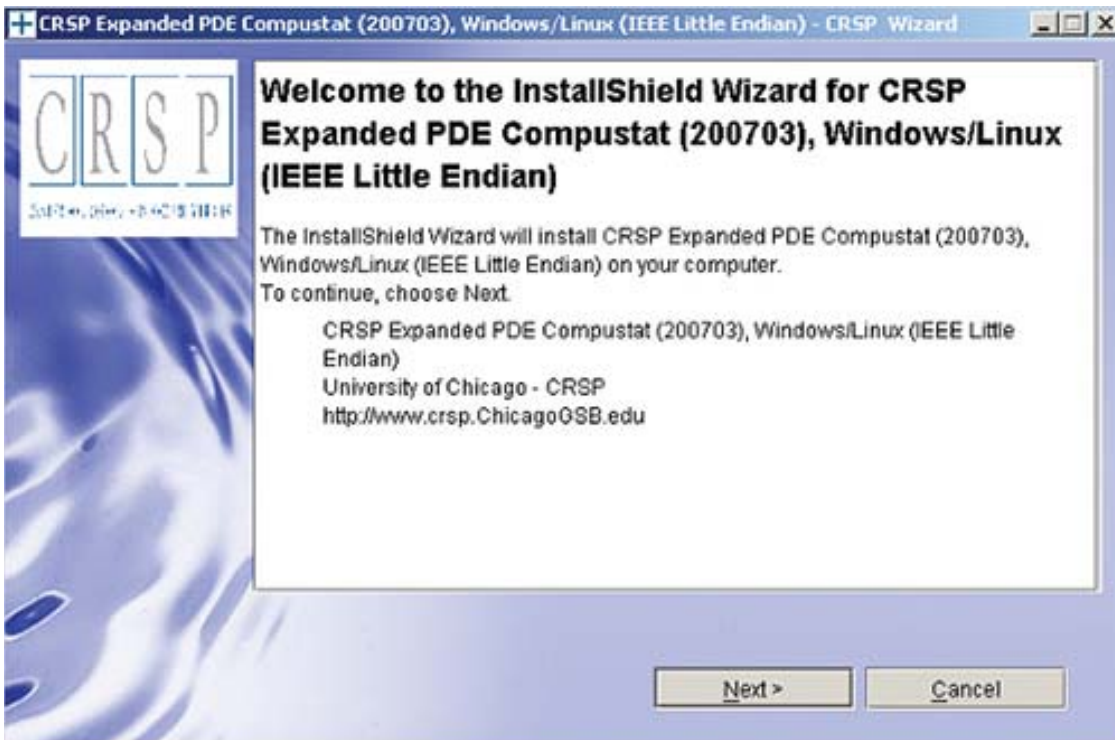 CRSP Expanded PDE Compustat (200703), Windows/Linux (IEEE Little Endian) - CRSP Wizard
CRSP
Welcome to the InstallShield Wizard for CRSP
Expanded PDE Compustat (200703), Windows/Linux
(IEEE Little Endian)
The InstallShield Wizard will install CRSP Expanded PDE Compustat (200703),
Windows/Linux (IEEE Little Endian) on your computer.
To continue, choose Next.
CRSP Expanded PDE Compustat (200703), Windows/Linux (IEEE Little
Endian)
University of Chicago - CRSP
http://www.crsp.ChicagoGSB.edu
Next >
Cancel